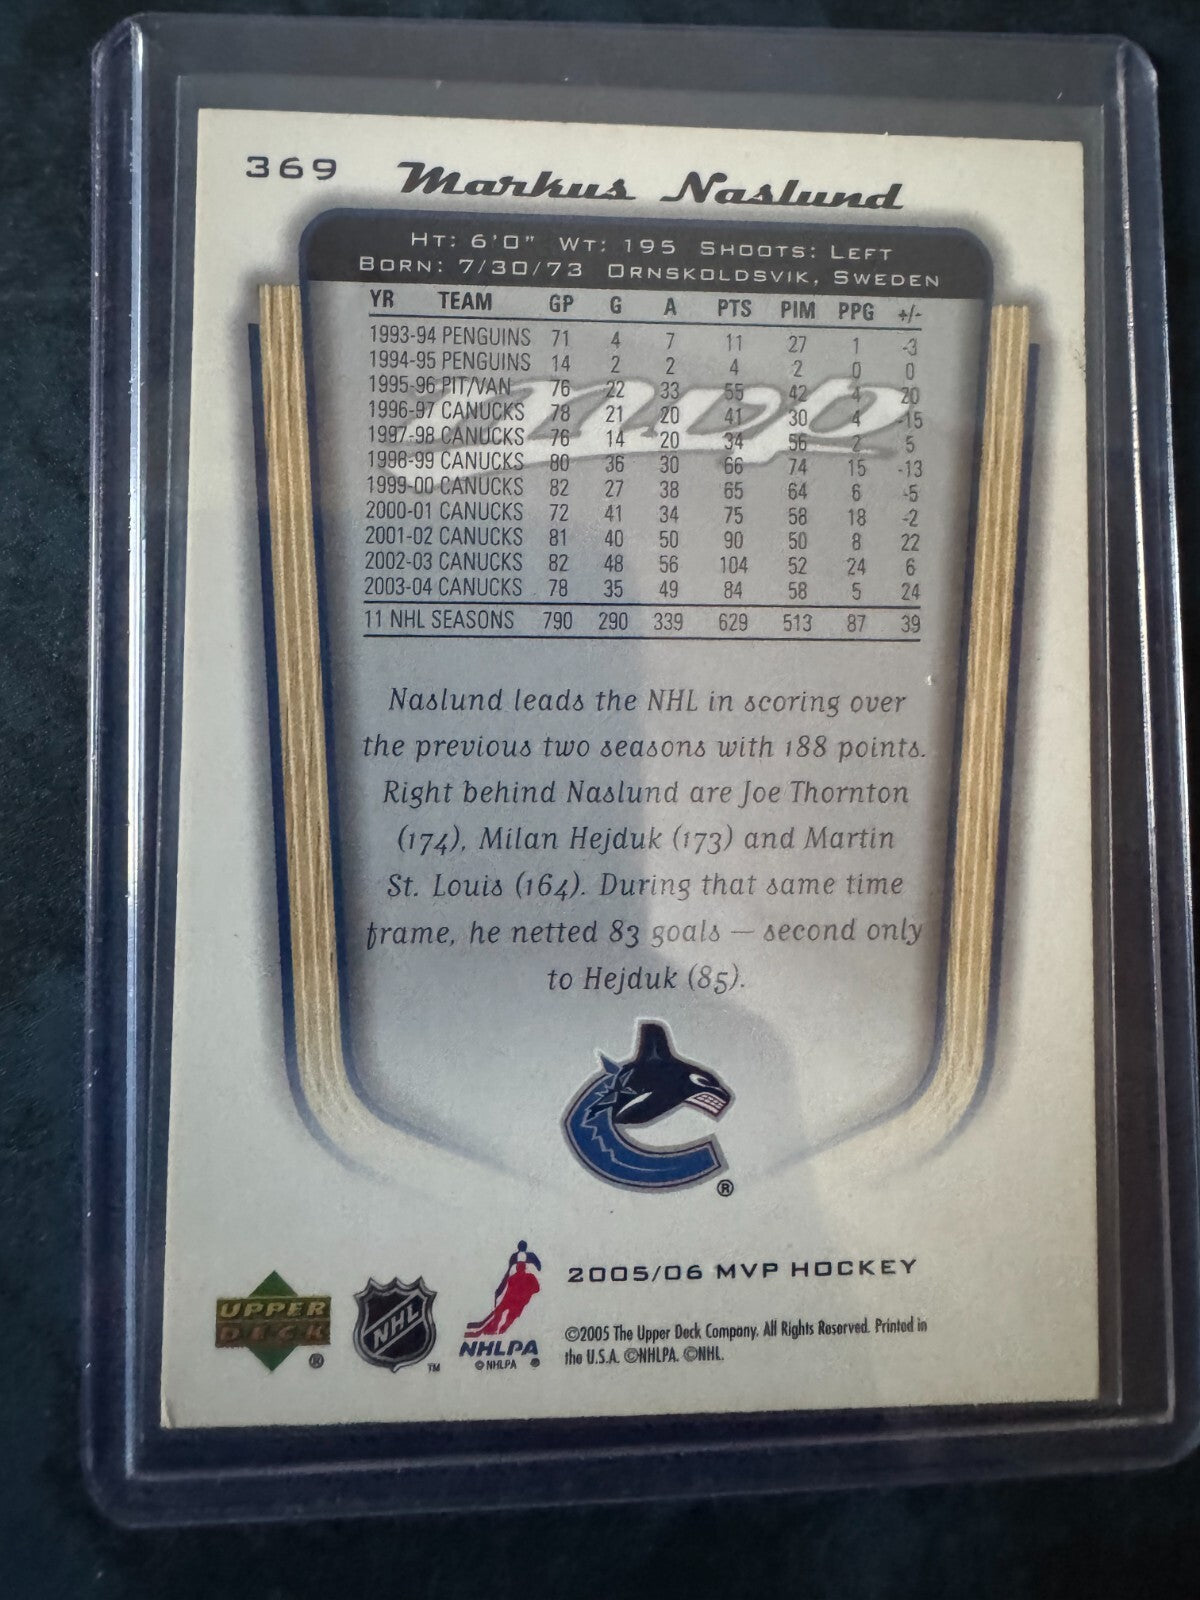 369 Markus Naslund
HT: 6'0" WT: 195 SHOOTS: LEFT
BORN: 7/30/73 ORNSKOLDSVIK, SWEDEN
YR TEAM GP G A PTS PIM PPG +/-
1993-94 PENGUINS 71 4 7 11 27 1 -3
1994-95 PENGUINS 14 2 2 4 2 0 0
1995-96 PIT/VAN 76 22 33 55 42 4 20
1996-97 CANUCKS 78 21 20 41 30 4 -15
1997-98 CANUCKS 76 14 20 34 56 2 5
1998-99 CANUCKS 80 36 30 66 74 15 -13
1999-00 CANUCKS 82 27 38 65 64 6 -5
2000-01 CANUCKS 72 41 34 75 58 18 -2
2001-02 CANUCKS 81 40 50 90 50 8 22
2002-03 CANUCKS 82 48 56 104 52 24 6
2003-04 CANUCKS 78 35 49 84 58 5 24
11 NHL SEASONS 790 290 339 629 513 87 39
mvp
Naslund leads the NHL in scoring over
the previous two seasons with 188 points.
Right behind Naslund are Joe Thornton
(174), Milan Hejduk (173) and Martin
St. Louis (164). During that same time
frame, he netted 83 goals — second only
to Hejduk (85).
®
2005/06 MVP HOCKEY
UPPER
DECK
®
NHL
™
NHLPA
©NHLPA ®
©2005 The Upper Deck Company. All Rights Reserved. Printed in
the U.S.A. ©NHLPA. ©NHL.